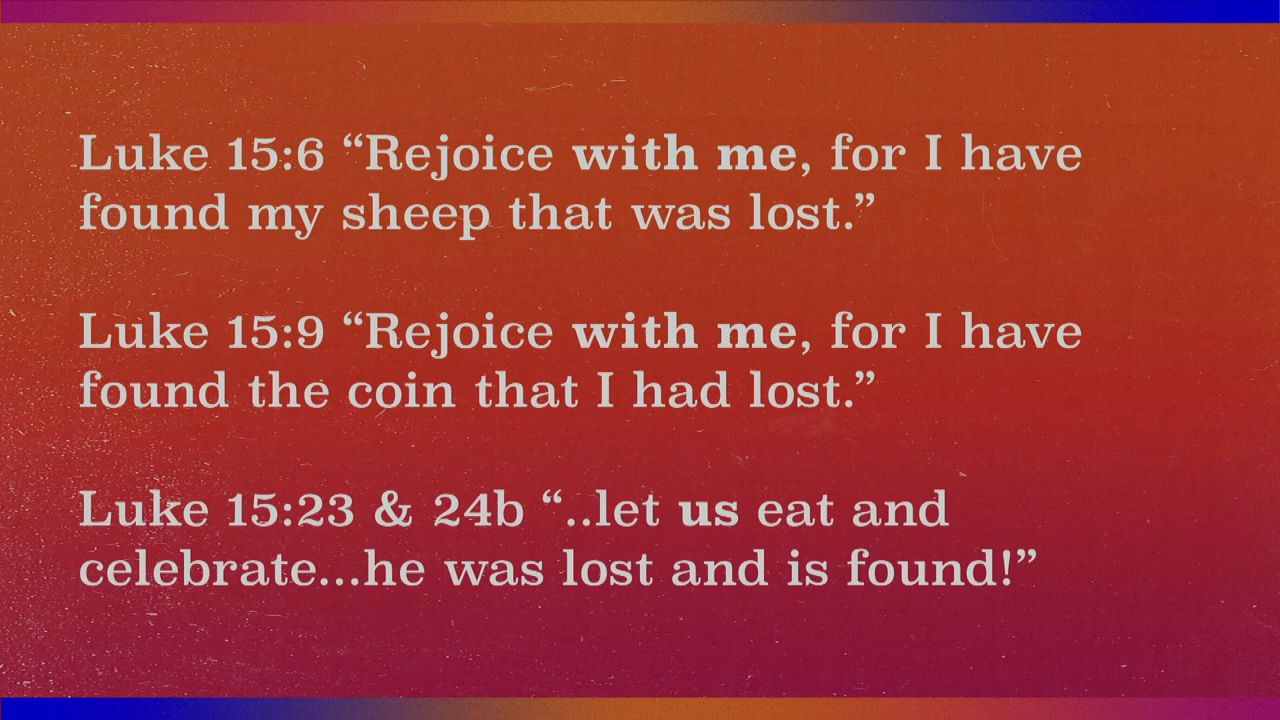 Luke 15:6 “Rejoice with me, for I have
found my sheep that was lost.”
Luke 15:9 “Rejoice with me, for I have
found the coin that I had lost.”
Luke 15:23 & 24b “..let us eat and
celebrate...he was lost and is found!”